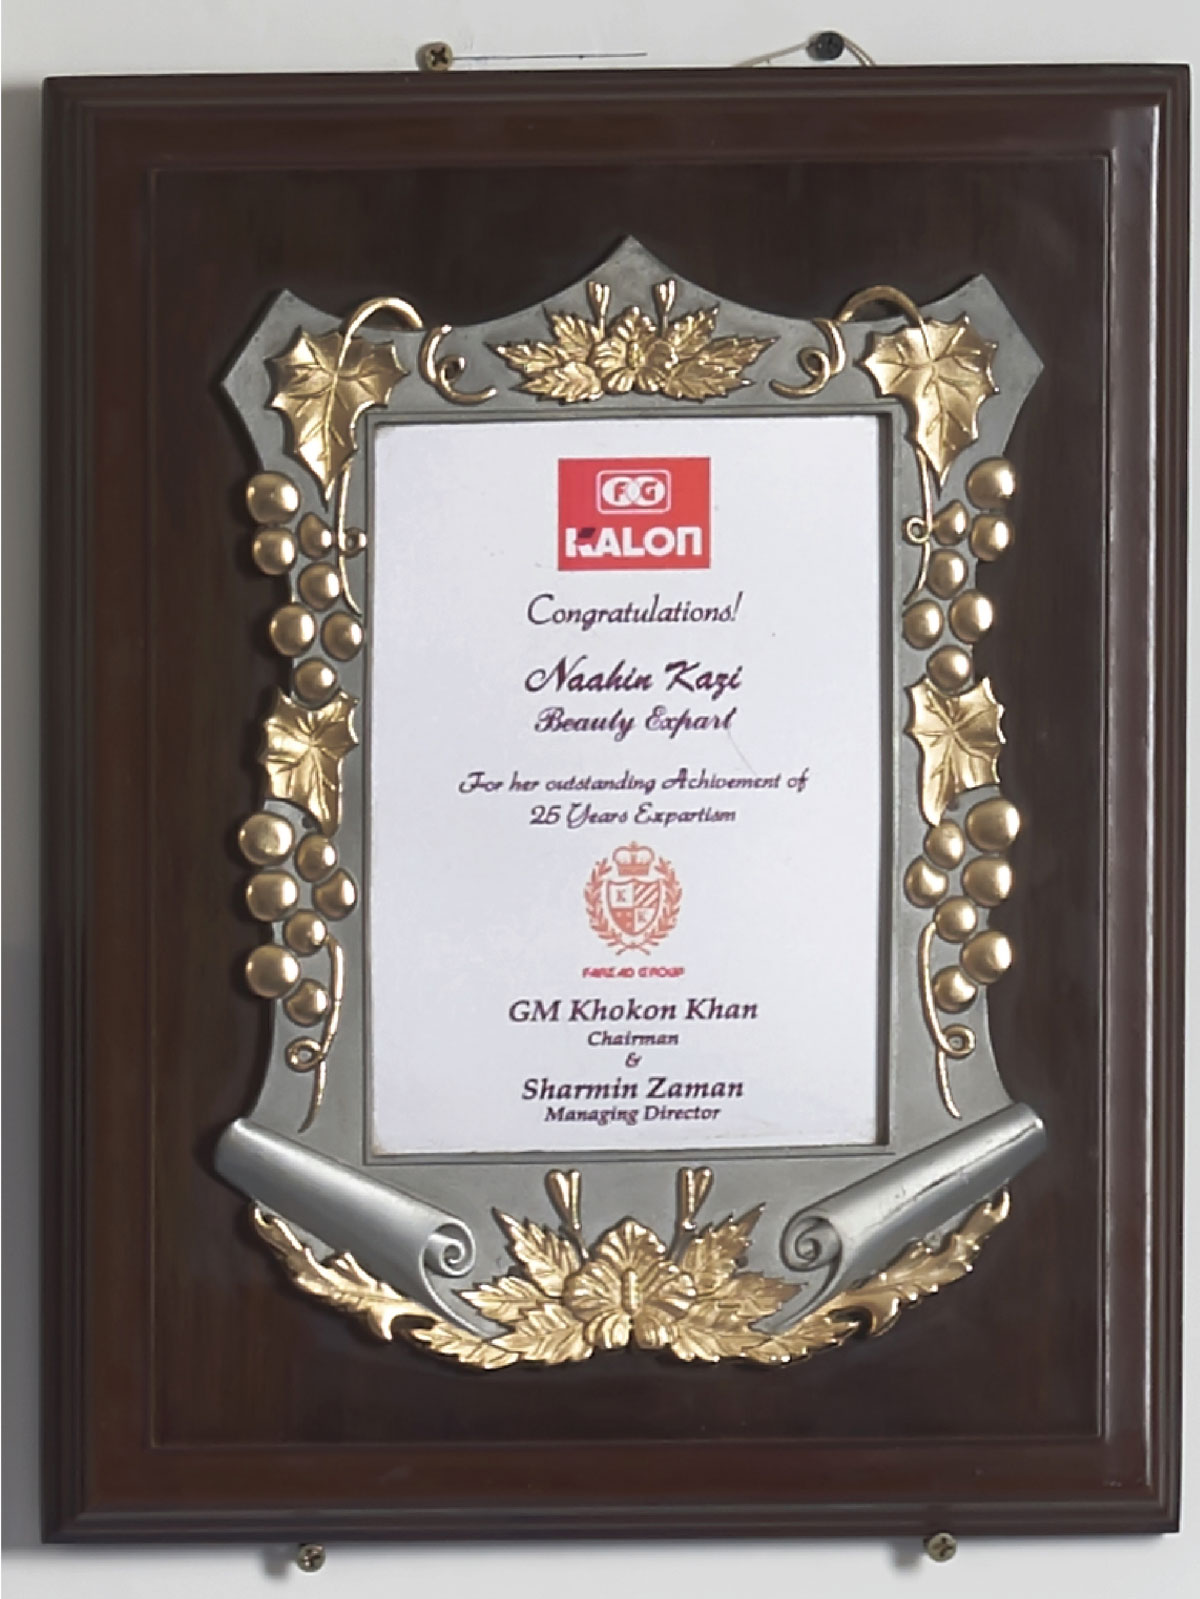 FG
KALON
Congratulations!
Naahin Kazi
Beauty Expart
For her outstanding Achivement of
25 Years Expartism
K
K
FARZAD GROUP
GM Khokon Khan
Chairman
&
Sharmin Zaman
Managing Director